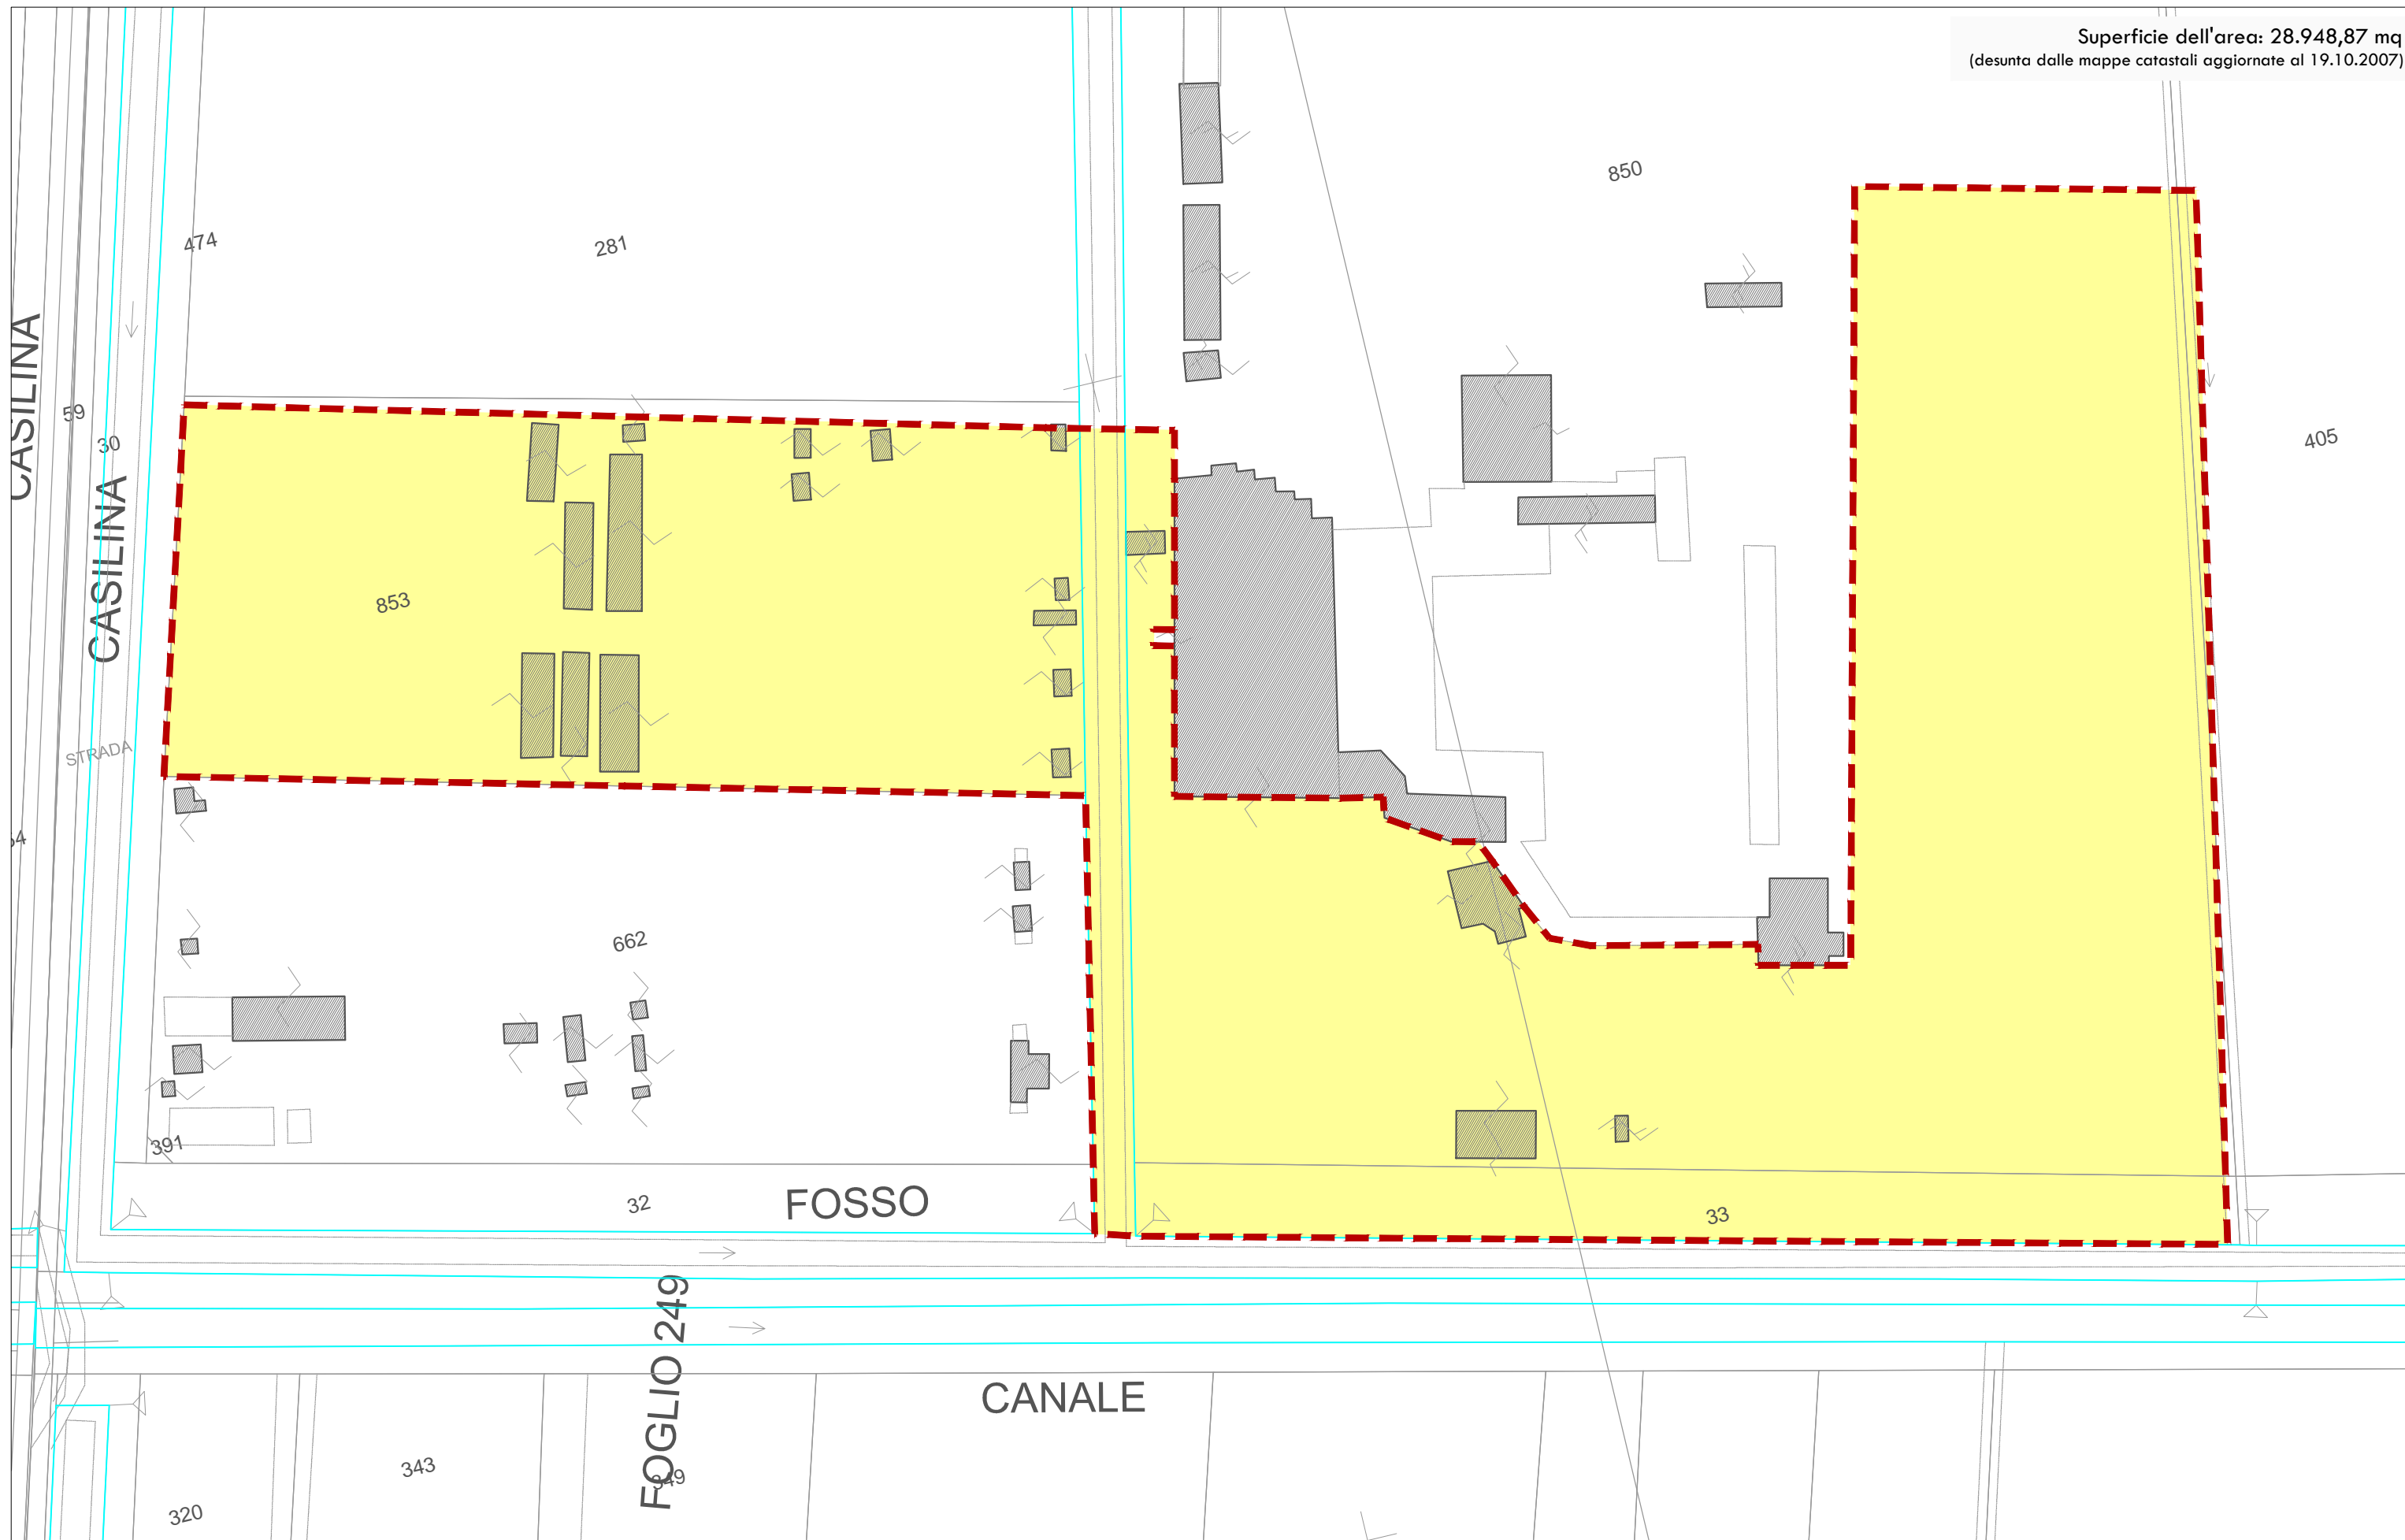 Superficie dell'area: 28.948,87 mq
(desunta dalle mappe catastali aggiornate al 19.10.2007)
850
474
281
CASILINA
59
30
405
CASILINA
853
STRADA
662
391
32
FOSSO
33
FOGLIO 249
CANALE
343
349
320